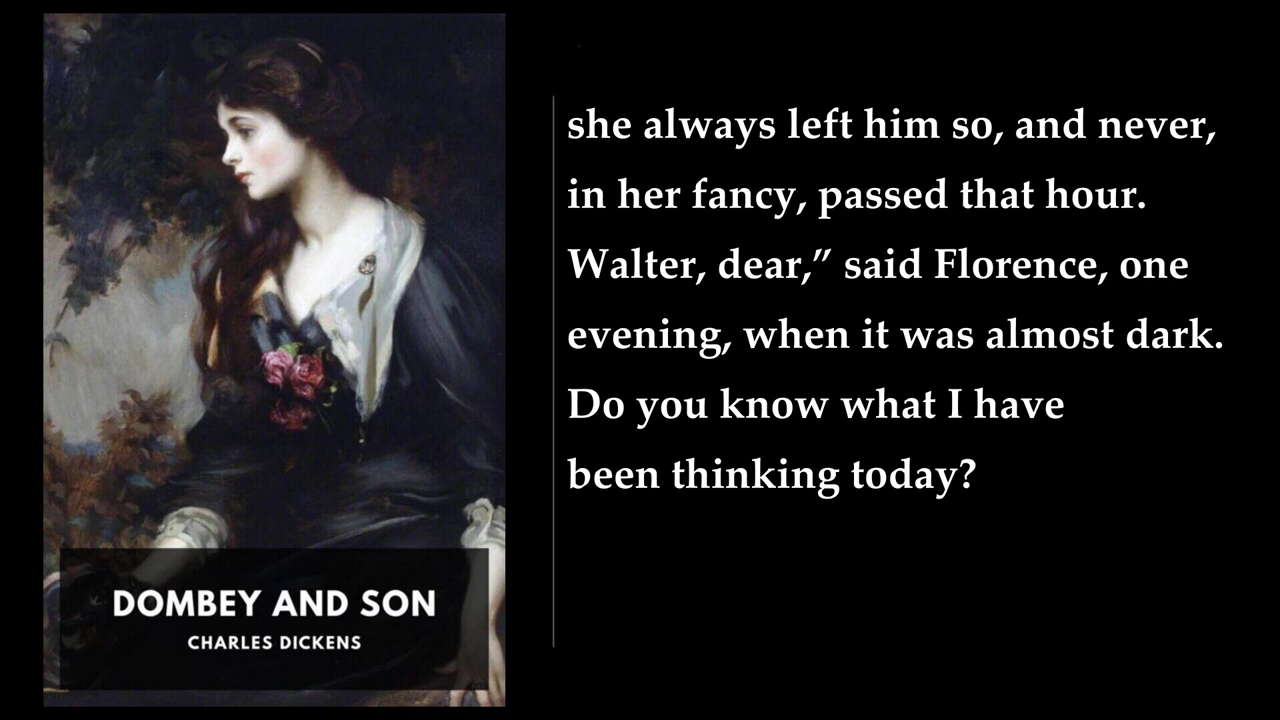 she always left him so, and never,
in her fancy, passed that hour.
Walter, dear,” said Florence, one
evening, when it was almost dark.
Do you know what I have
been thinking today?
DOMBEY AND SON
CHARLES DICKENS